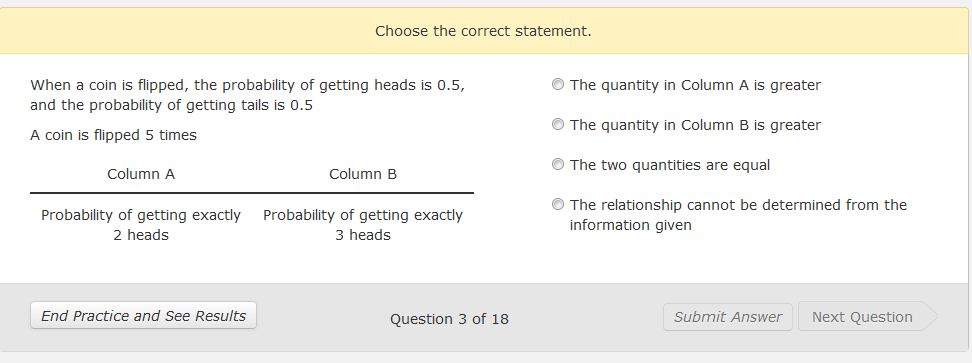 Choose the correct statement.
When a coin is flipped, the probability of getting heads is 0.5,
and the probability of getting tails is 0.5
A coin is flipped 5 times
Column A
Column B
Probability of getting exactly
2 heads
Probability of getting exactly
3 heads
The quantity in Column A is greater
The quantity in Column B is greater
The two quantities are equal
The relationship cannot be determined from the
information given
End Practice and See Results
Question 3 of 18
Submit Answer
Next Question